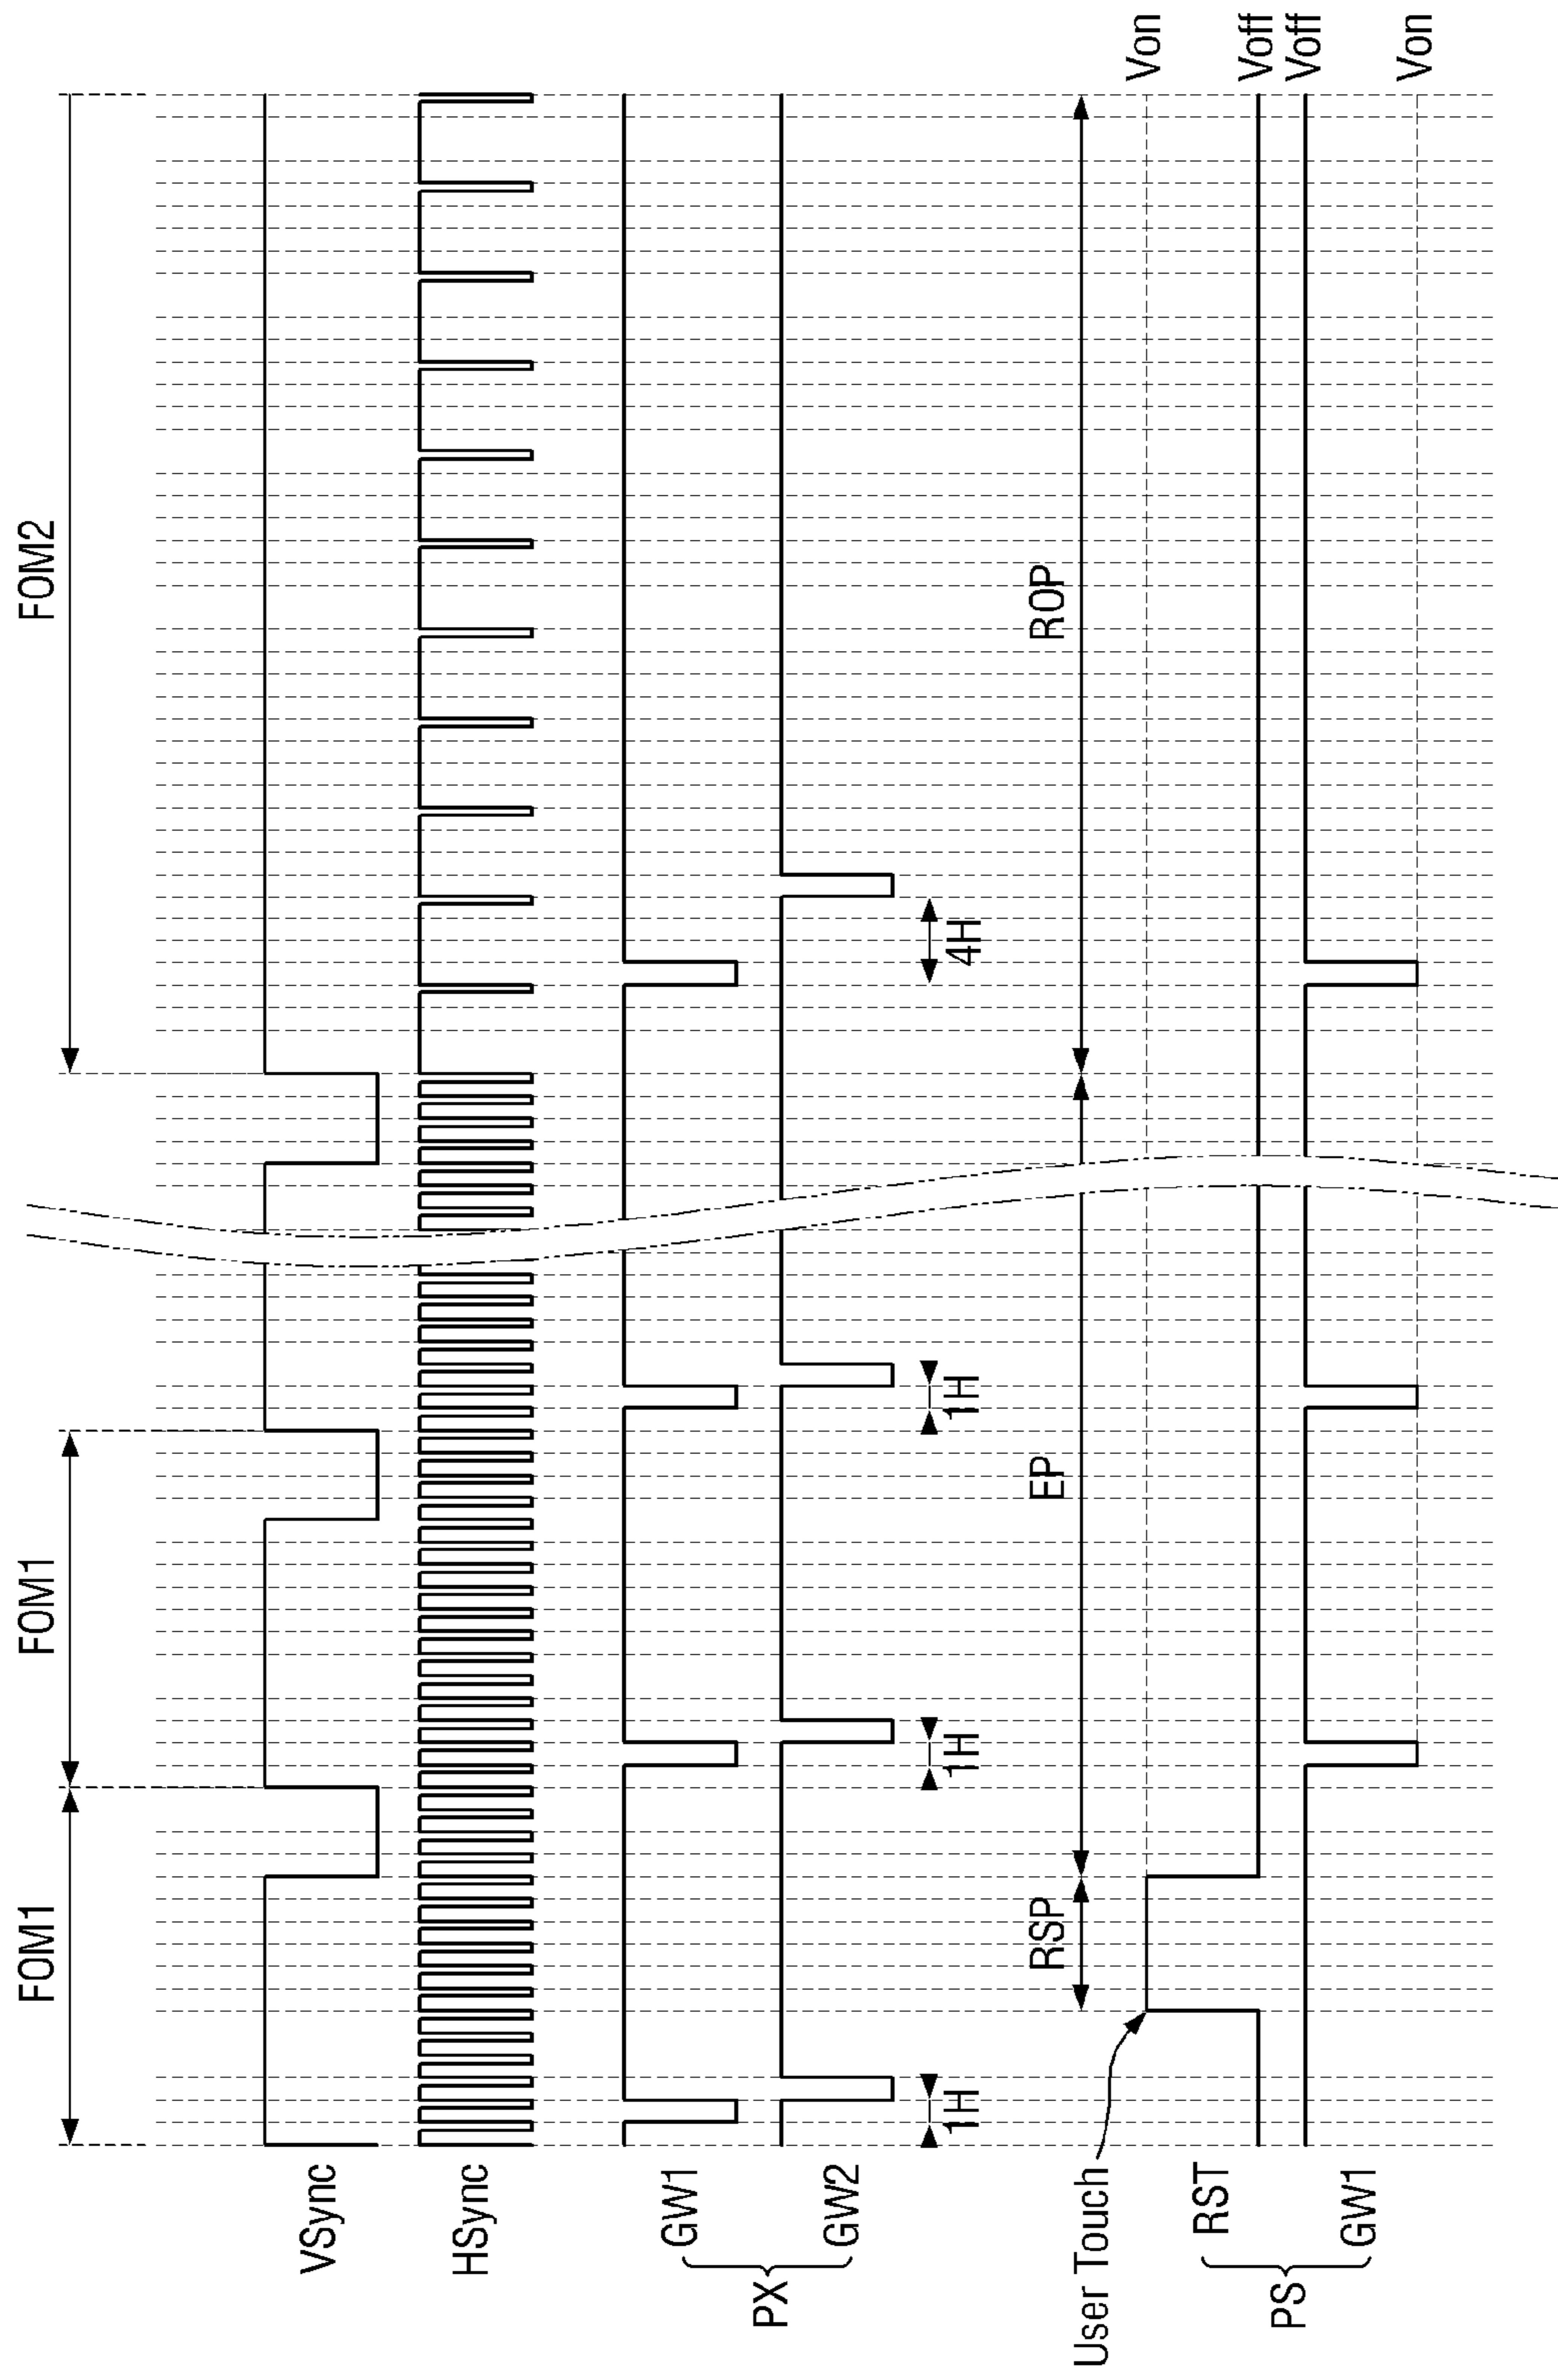 FOM1
FOM1
FOM2
VSync
HSync
PX
GW1
GW2
1H
1H
1H
4H
RSP
EP
ROP
User Touch
PS
RST
GW1
Von
Voff
Voff
Von